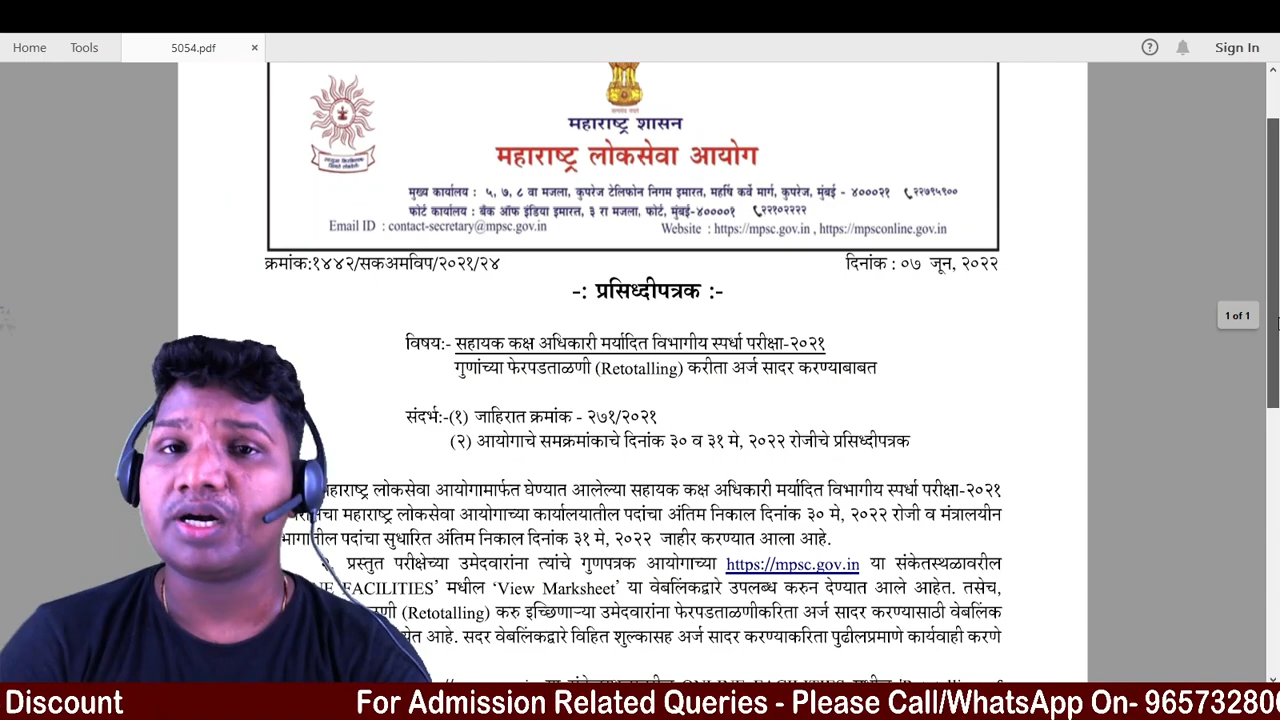 Home Tools 5054.pdf × ? Sign In
महाराष्ट्र शासन
महाराष्ट्र लोकसेवा आयोग
मुख्य कार्यालय : ५, ७, ८ वा मजला, कुपरेज टेलिफोन निगम इमारत, महर्षि कर्वे मार्ग, कुपरेज, मुंबई - ४०००२१ २२७९५९००
फोर्ट कार्यालय : बँक ऑफ इंडिया इमारत, ३ रा मजला, फोर्ट, मुंबई-४००००१ २२१०२२२२
Email ID : contact-secretary@mpsc.gov.in Website : https://mpsc.gov.in , https://mpsconline.gov.in
क्रमांक:१४४२/सकअमविप/२०२१/२४ दिनांक : ०७ जून, २०२२
-: प्रसिध्दीपत्रक :-
1 of 1
विषय:- सहायक कक्ष अधिकारी मर्यादित विभागीय स्पर्धा परीक्षा-२०२१
गुणांच्या फेरपडताळणी (Retotalling) करीता अर्ज सादर करण्याबाबत
संदर्भ:-(१) जाहिरात क्रमांक - २७१/२०२१
(२) आयोगाचे समक्रमांकाचे दिनांक ३० व ३१ मे, २०२२ रोजीचे प्रसिध्दीपत्रक
महाराष्ट्र लोकसेवा आयोगामार्फत घेण्यात आलेल्या सहायक कक्ष अधिकारी मर्यादित विभागीय स्पर्धा परीक्षा-२०२१
महाराष्ट्र लोकसेवा आयोगाच्या कार्यालयातील पदांचा अंतिम निकाल दिनांक ३० मे, २०२२ रोजी व मंत्रालयीन
पदांचा सुधारित अंतिम निकाल दिनांक ३१ मे, २०२२ जाहीर करण्यात आला आहे.
प्रस्तुत परीक्षेच्या उमेदवारांना त्यांचे गुणपत्रक आयोगाच्या https://mpsc.gov.in या संकेतस्थळावरील
FACILITIES’ मधील ‘View Marksheet’ या वेबलिंकद्वारे उपलब्ध करुन देण्यात आले आहेत. तसेच,
(Retotalling) करु इच्छिणाऱ्या उमेदवारांना फेरपडताळणीकरिता अर्ज सादर करण्यासाठी वेबलिंक
आहे. सदर वेबलिंकद्वारे विहित शुल्कासह अर्ज सादर करण्याकरिता पुढीलप्रमाणे कार्यवाही करणे
Discount For Admission Related Queries - Please Call/WhatsApp On- 96573280